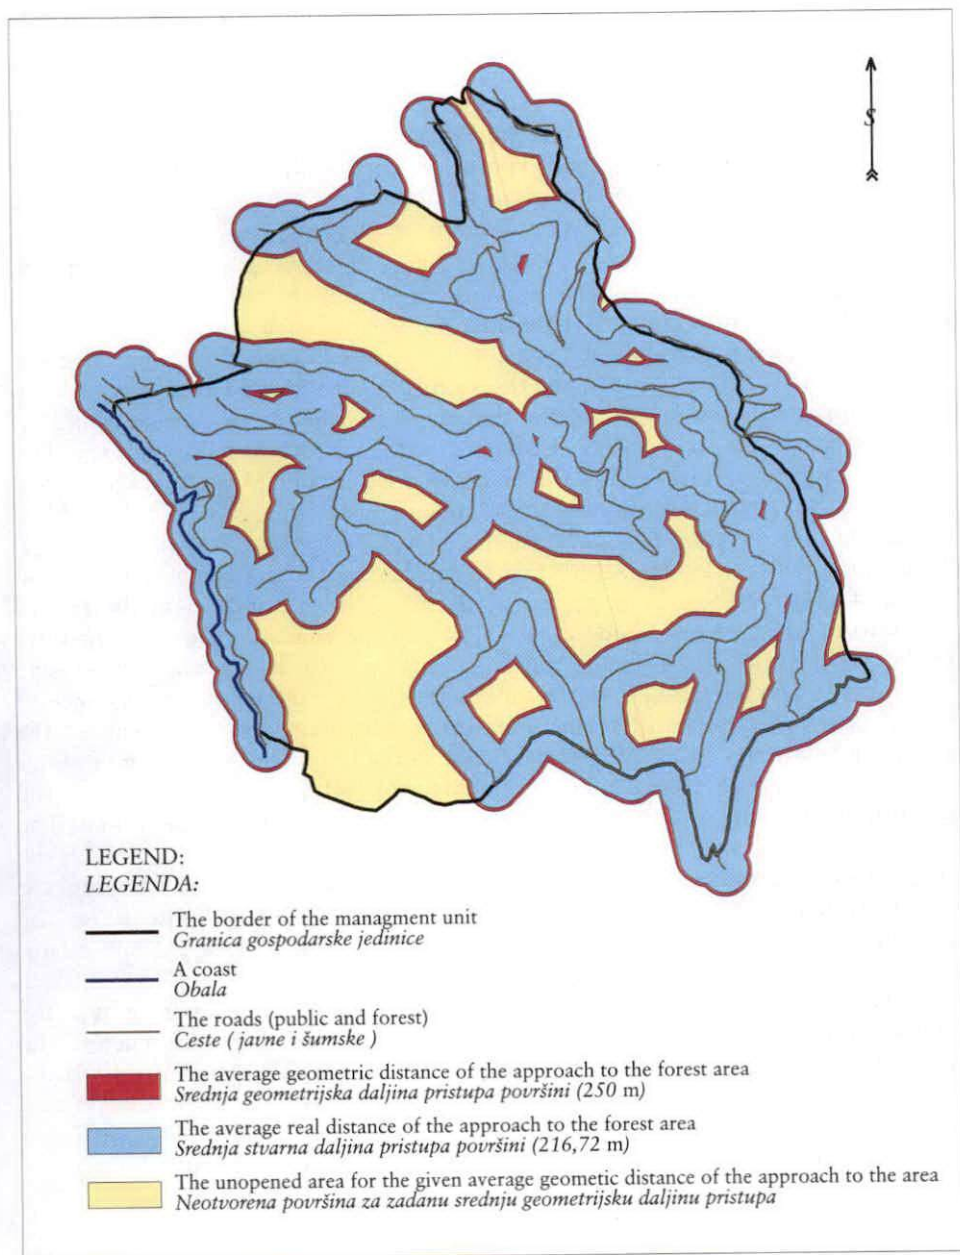 S
LEGEND:
LEGENDA:
The border of the managment unit
Granica gospodarske jedinice
A coast
Obala
The roads (public and forest)
Ceste ( javne i šumske )
The average geometric distance of the approach to the forest area
Srednja geometrijska daljina pristupa površini (250 m)
The average real distance of the approach to the forest area
Srednja stvarna daljina pristupa površini (216,72 m)
The unopened area for the given average geometic distance of the approach to the area
Neotvorena površina za zadanu srednju geometrijsku daljinu pristupa